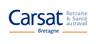 Carsat
Retraite
& Santé
au travail
Bretagne